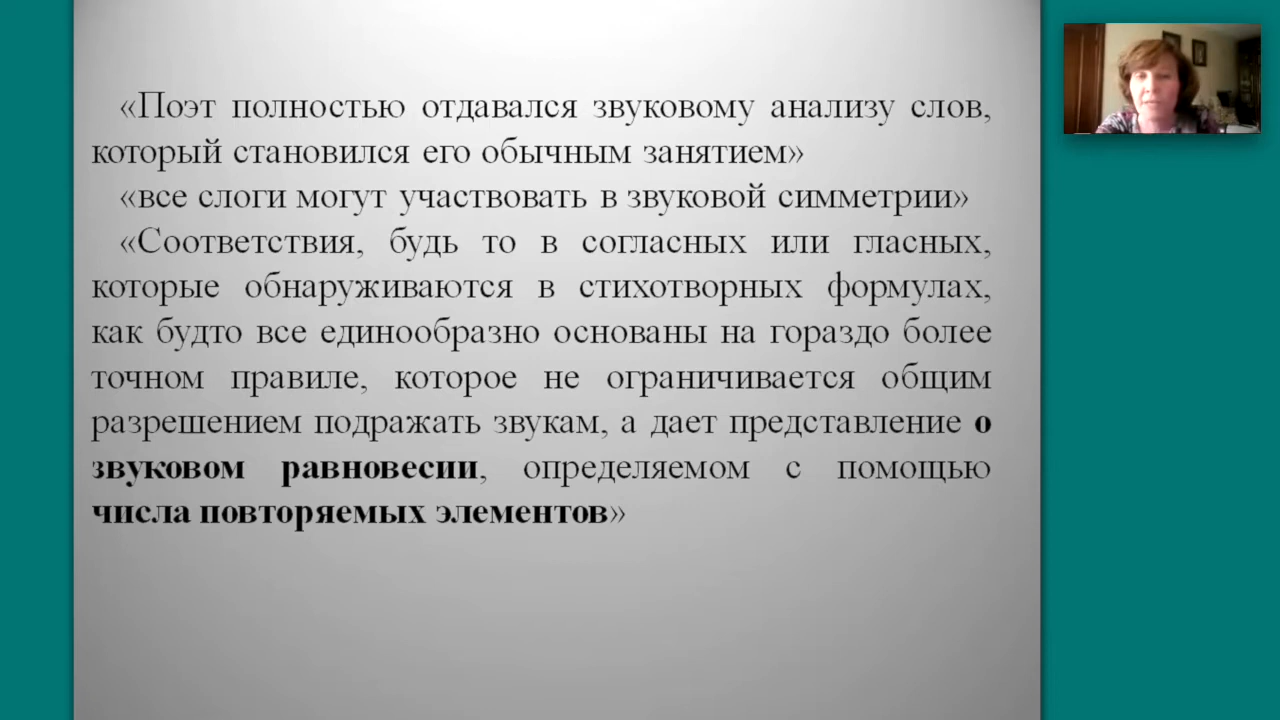 «Поэт полностью отдавался звуковому анализу слов,
который становился его обычным занятием»
«все слоги могут участвовать в звуковой симметрии»
«Соответствия, будь то в согласных или гласных,
которые обнаруживаются в стихотворных формулах,
как будто все единообразно основаны на гораздо более
точном правиле, которое не ограничивается общим
разрешением подражать звукам, а дает представление о
звуковом равновесии, определяемом с помощью
числа повторяемых элементов»